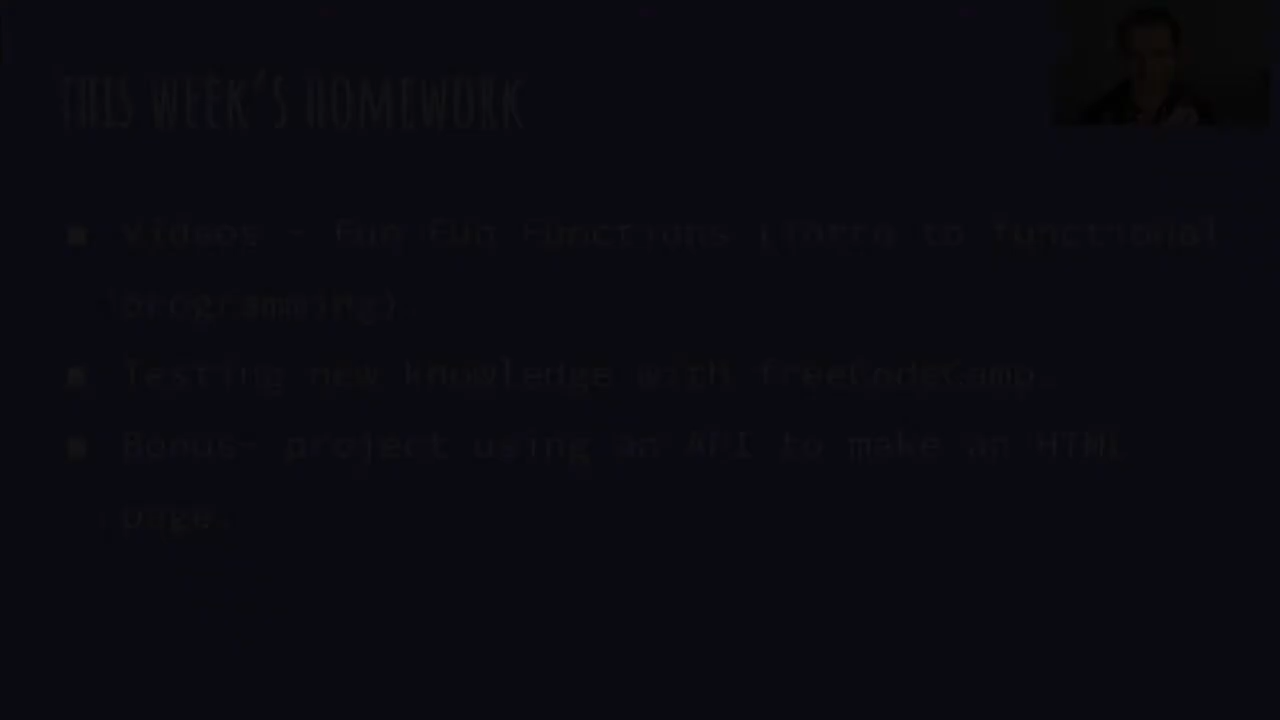 THIS WEEK'S HOMEWORK
▪ Videos - Fun Fun Functions (Intro to functional
programming)
▪ Testing new knowledge with freeCodeCamp.
▪ Bonus- project using an API to make an HTML
page.